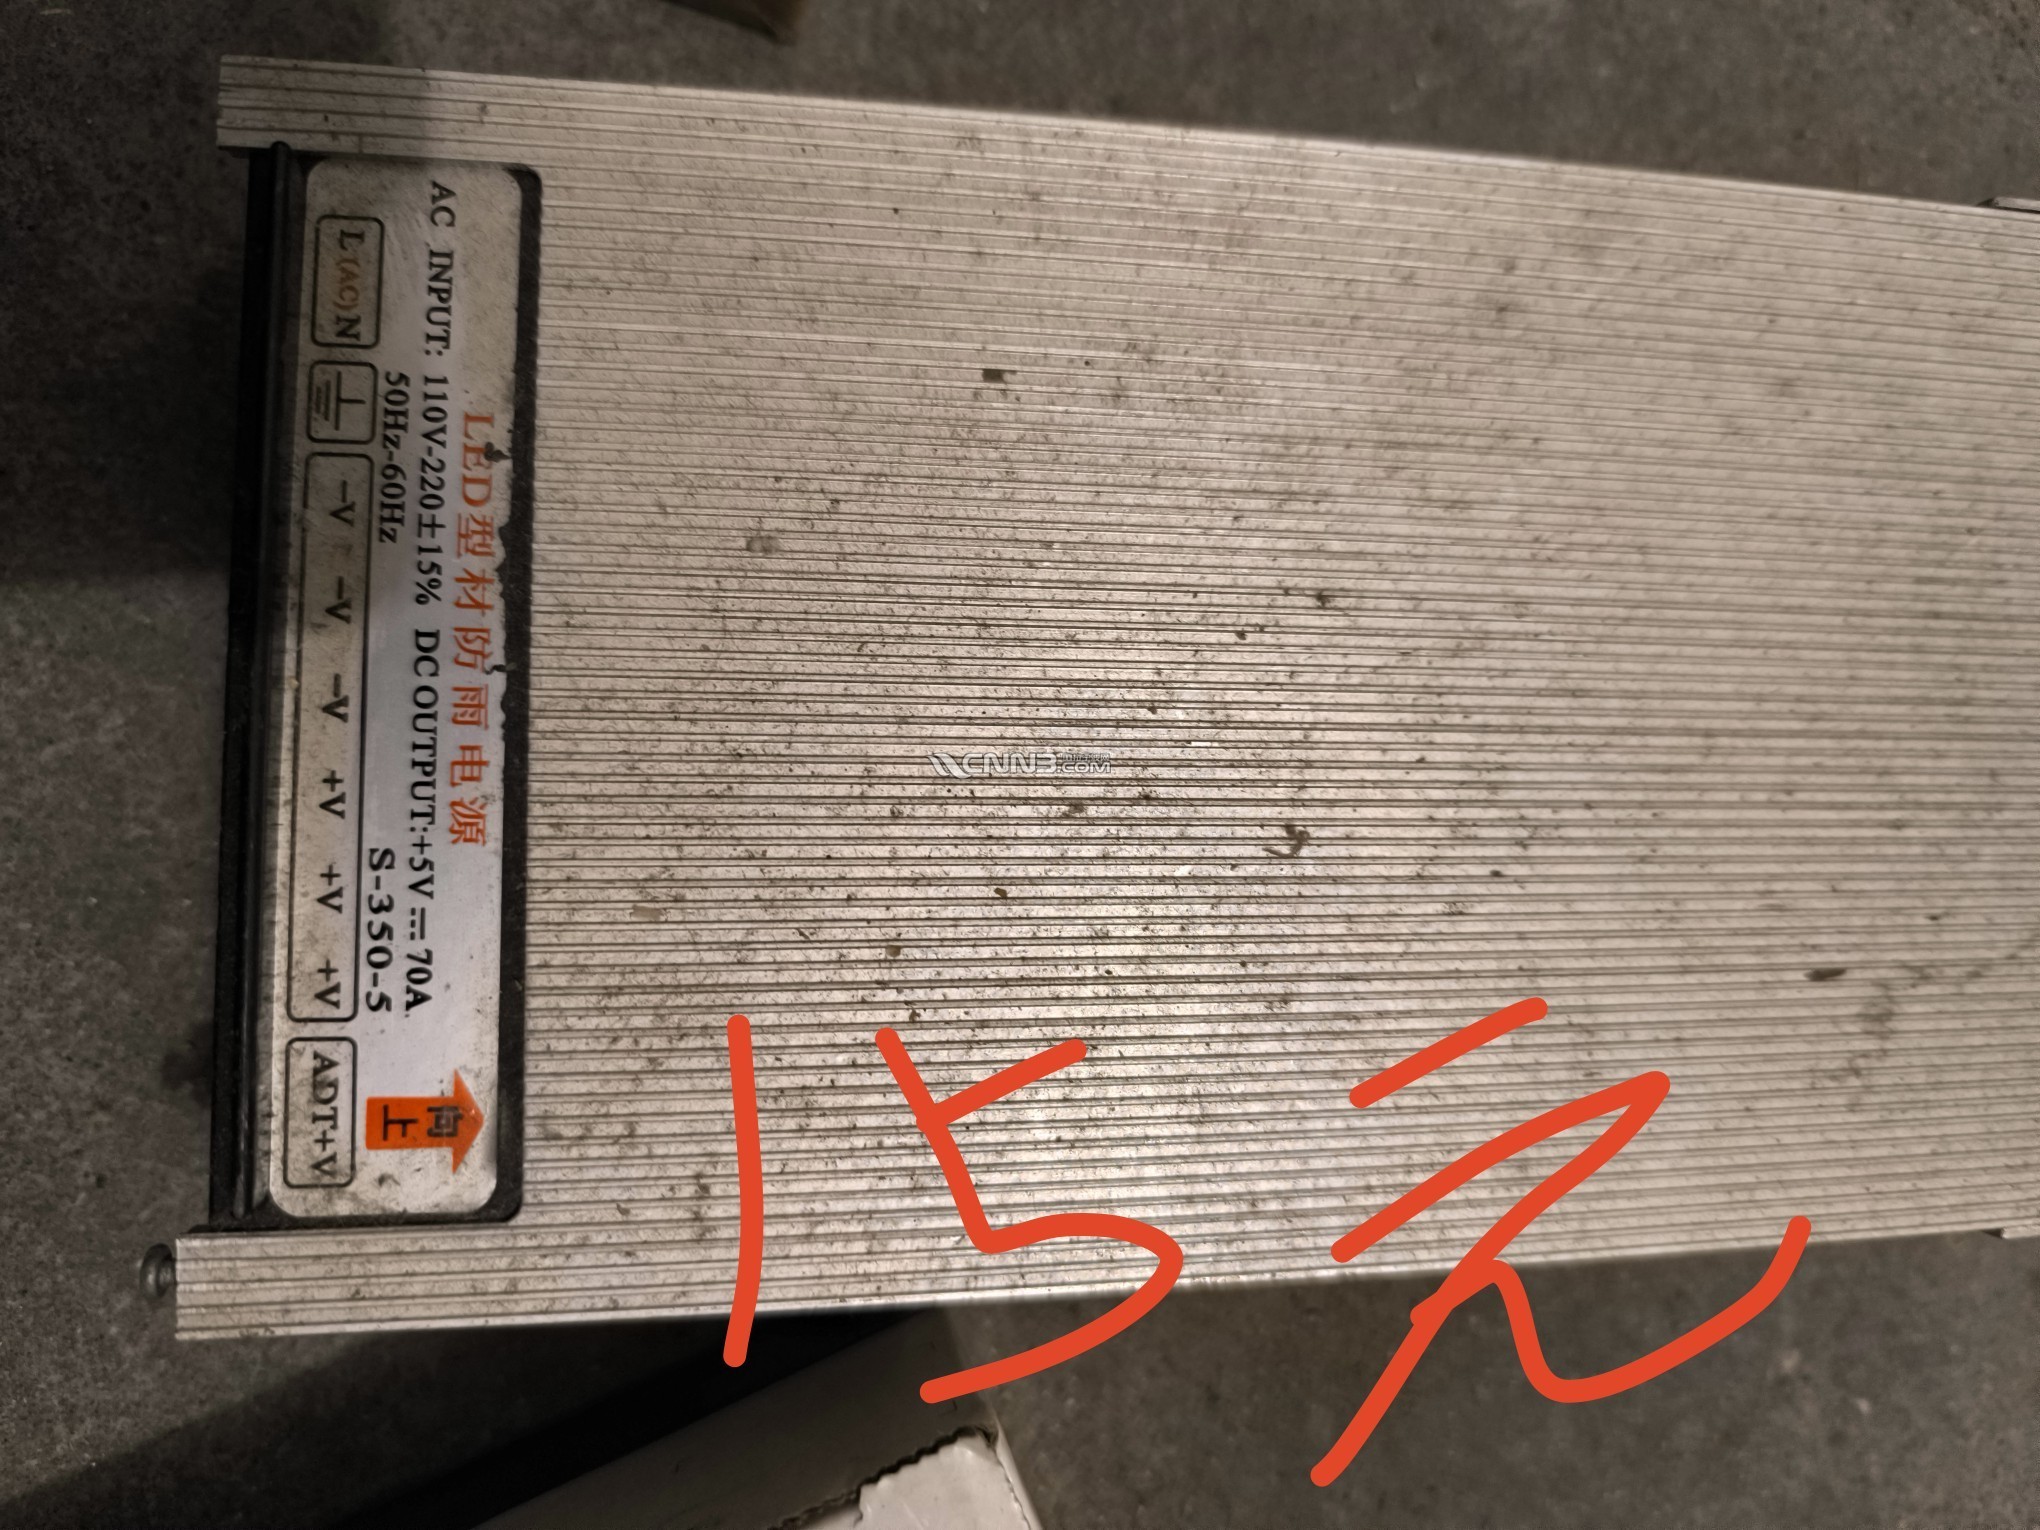 LED型材防雨电源
AC INPUT: 110V-220±15% DC OUTPUT:+5V⎓70A
50Hz-60Hz S-350-5
向上
L (AC) N ⏚ -V -V -V +V +V +V ADT+V
CNNB.COM
15元